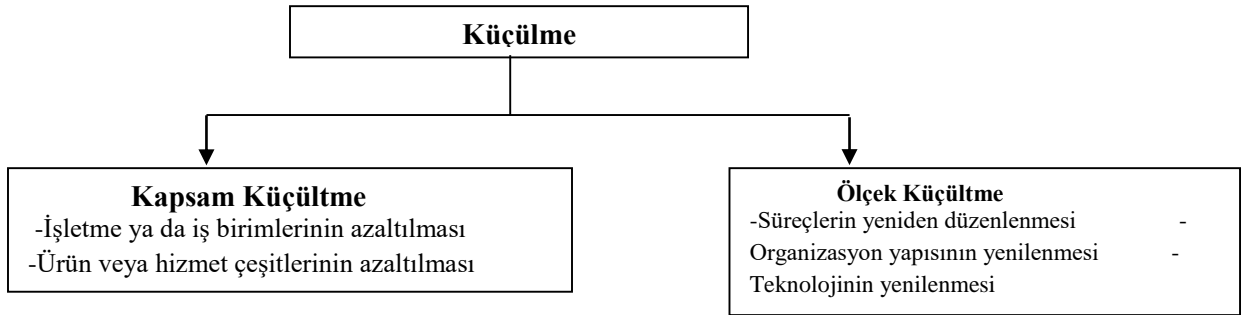 Küçülme
Kapsam Küçültme
-İşletme ya da iş birimlerinin azaltılması
-Ürün veya hizmet çeşitlerinin azaltılması
Ölçek Küçültme
-Süreçlerin yeniden düzenlenmesi -
Organizasyon yapısının yenilenmesi -
Teknolojinin yenilenmesi